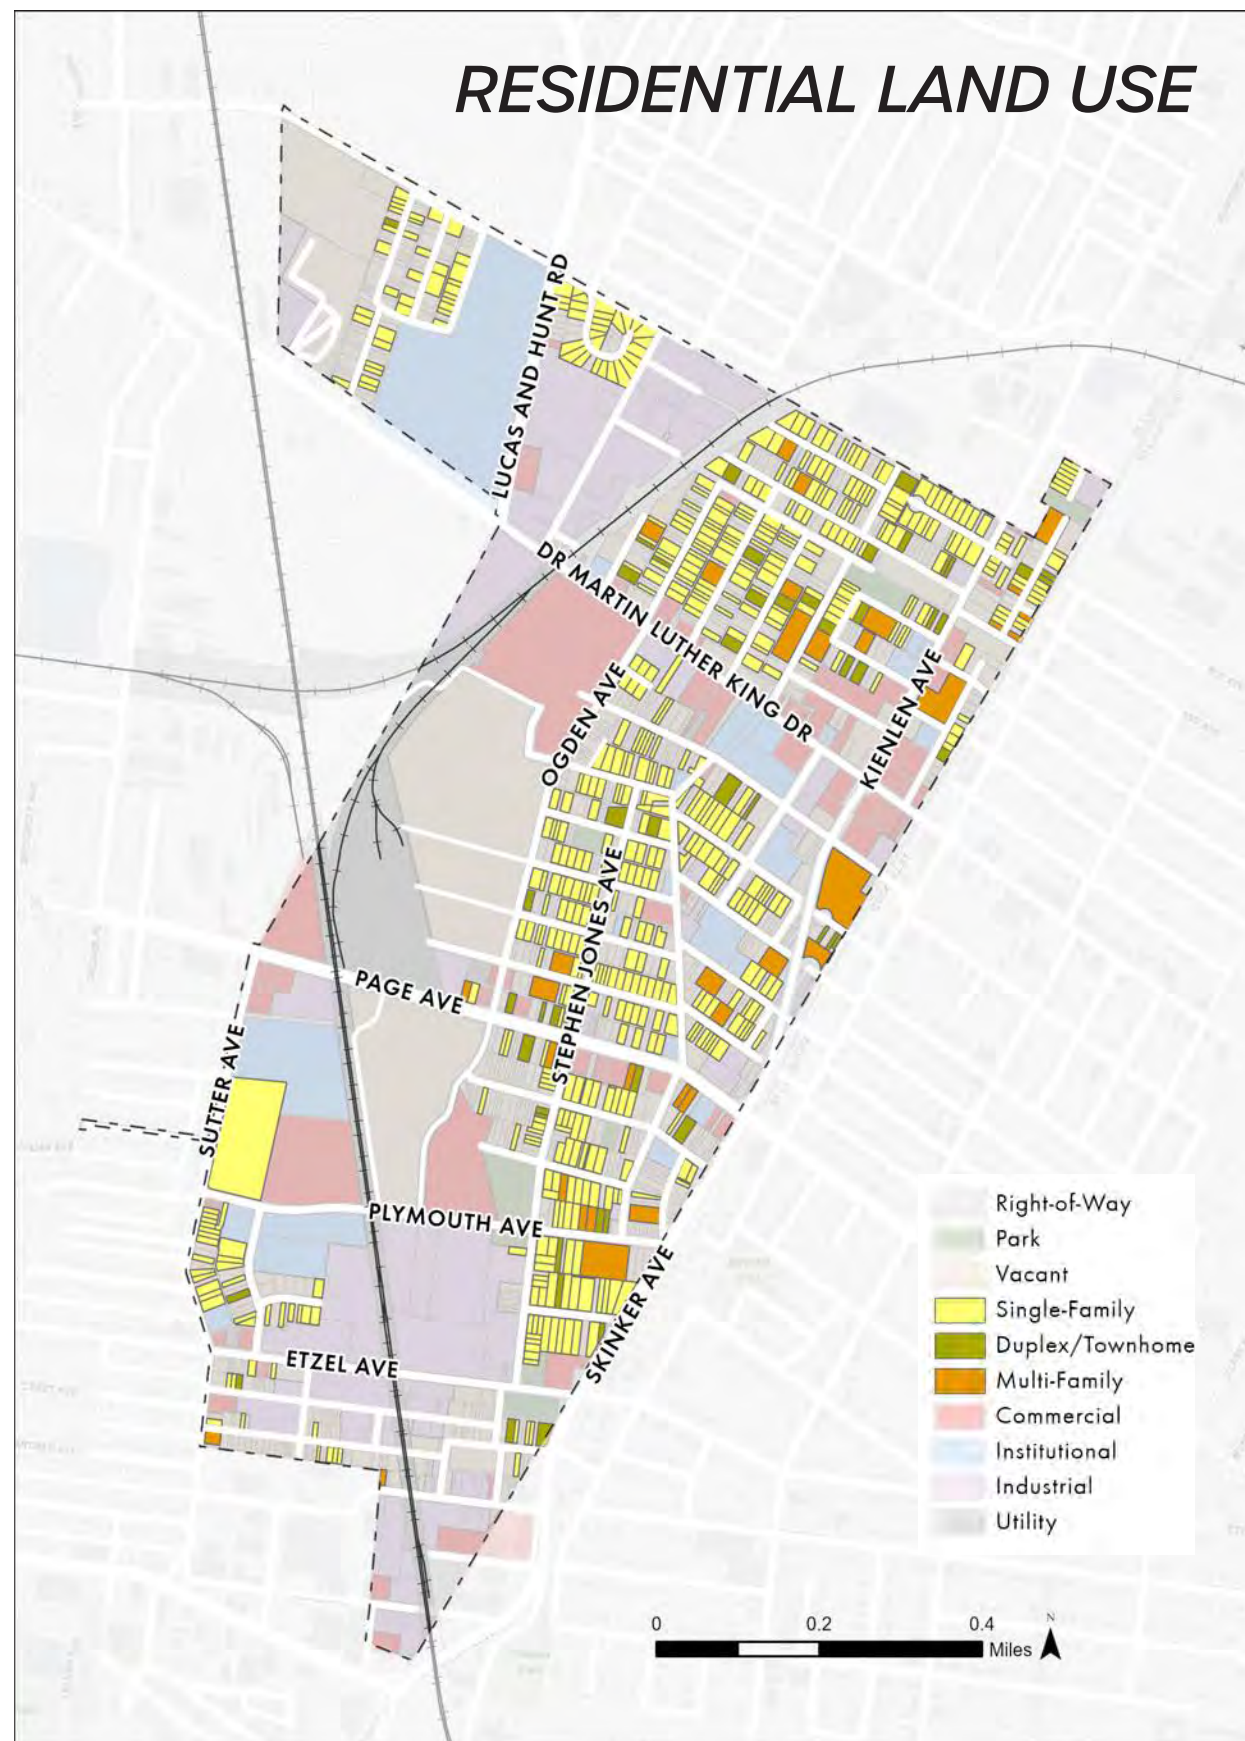 RESIDENTIAL LAND USE
LUCAS AND HUNT RD
DR MARTIN LUTHER KING DR
OGDEN AVE
KIENLEN AVE
STEPHEN JONES AVE
PAGE AVE
SUTTER AVE
PLYMOUTH AVE
SKINKER AVE
ETZEL AVE
Right-of-Way
Park
Vacant
Single-Family
Duplex/Townhome
Multi-Family
Commercial
Institutional
Industrial
Utility
0 0.2 0.4
Miles
N